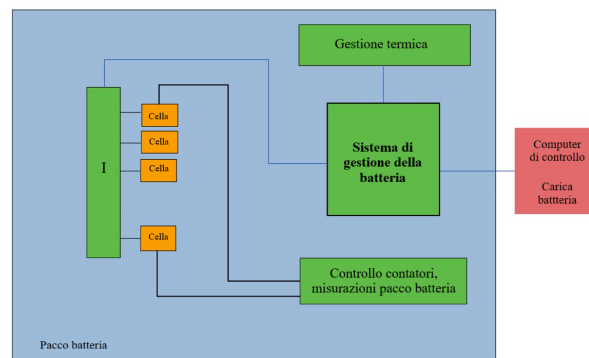 Gestione termica
Cella
Cella
Cella
I
Sistema di
gestione della
batteria
Computer
di controllo
Carica
battteria
Cella
Controllo contatori,
misurazioni pacco batteria
Pacco batteria